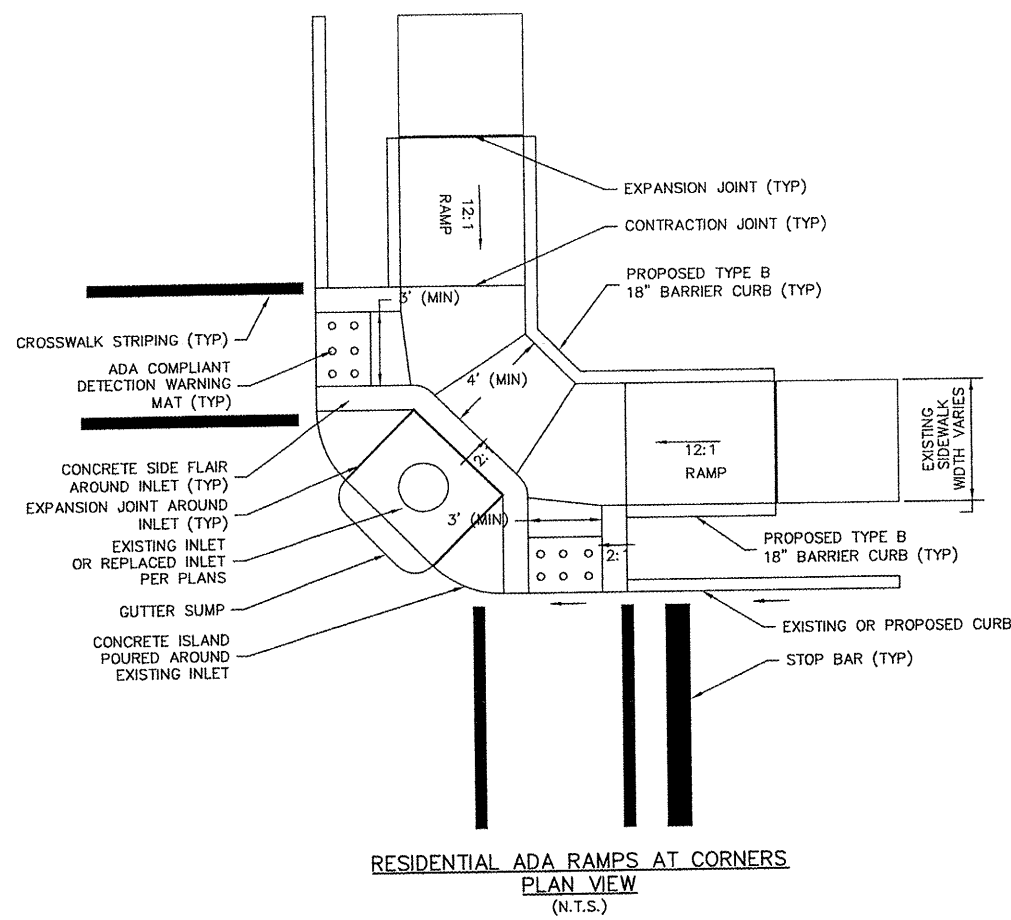 EXPANSION JOINT (TYP)
12:1
RAMP
CONTRACTION JOINT (TYP)
PROPOSED TYPE B
18" BARRIER CURB (TYP)
3' (MIN)
CROSSWALK STRIPING (TYP)
ADA COMPLIANT
DETECTION WARNING
MAT (TYP)
4' (MIN)
EXISTING
SIDEWALK
WIDTH VARIES
12:1
RAMP
2:1
CONCRETE SIDE FLAIR
AROUND INLET (TYP)
EXPANSION JOINT AROUND
INLET (TYP)
3' (MIN)
EXISTING INLET
OR REPLACED INLET
PER PLANS
PROPOSED TYPE B
18" BARRIER CURB (TYP)
2:1
GUTTER SUMP
CONCRETE ISLAND
POURED AROUND
EXISTING INLET
EXISTING OR PROPOSED CURB
STOP BAR (TYP)
RESIDENTIAL ADA RAMPS AT CORNERS
PLAN VIEW
(N.T.S.)